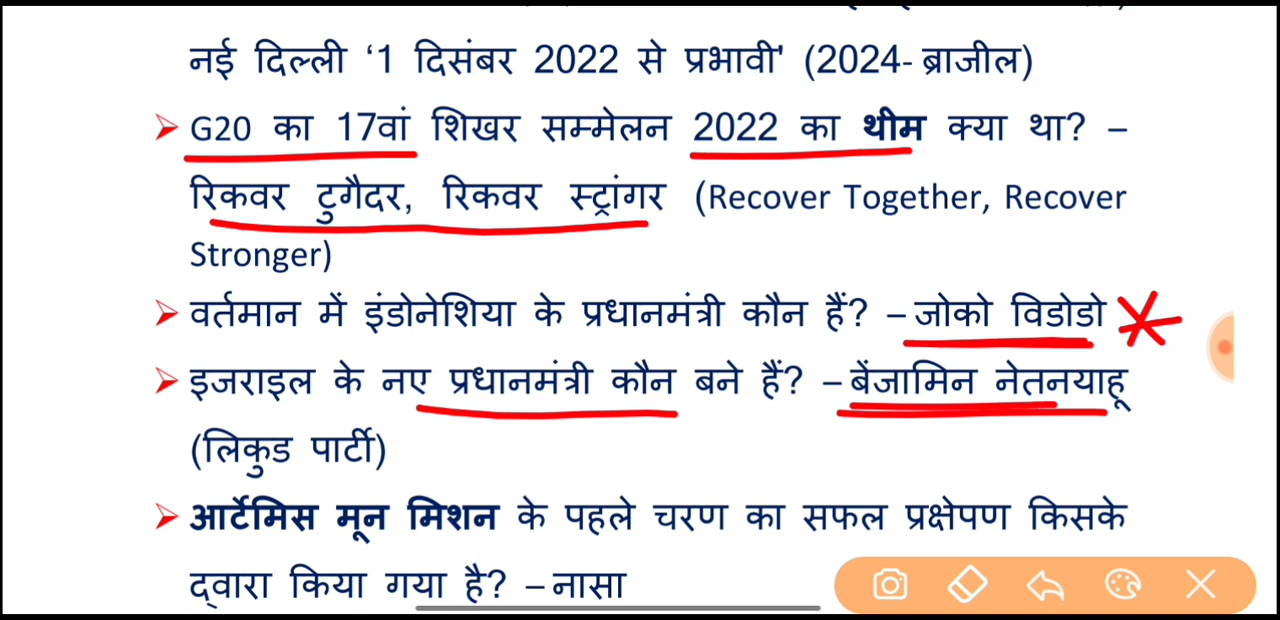 नई दिल्ली ‘1 दिसंबर 2022 से प्रभावी' (2024- ब्राजील)
➢ G20 का 17वां शिखर सम्मेलन 2022 का थीम क्या था? –
रिकवर टुगैदर, रिकवर स्ट्रांगर (Recover Together, Recover
Stronger)
➢ वर्तमान में इंडोनेशिया के प्रधानमंत्री कौन हैं? – जोको विडोडो
➢ इजराइल के नए प्रधानमंत्री कौन बने हैं? – बेंजामिन नेतनयाहू
(लिकुड पार्टी)
➢ आर्टेमिस मून मिशन के पहले चरण का सफल प्रक्षेपण किसके
द्वारा किया गया है? – नासा